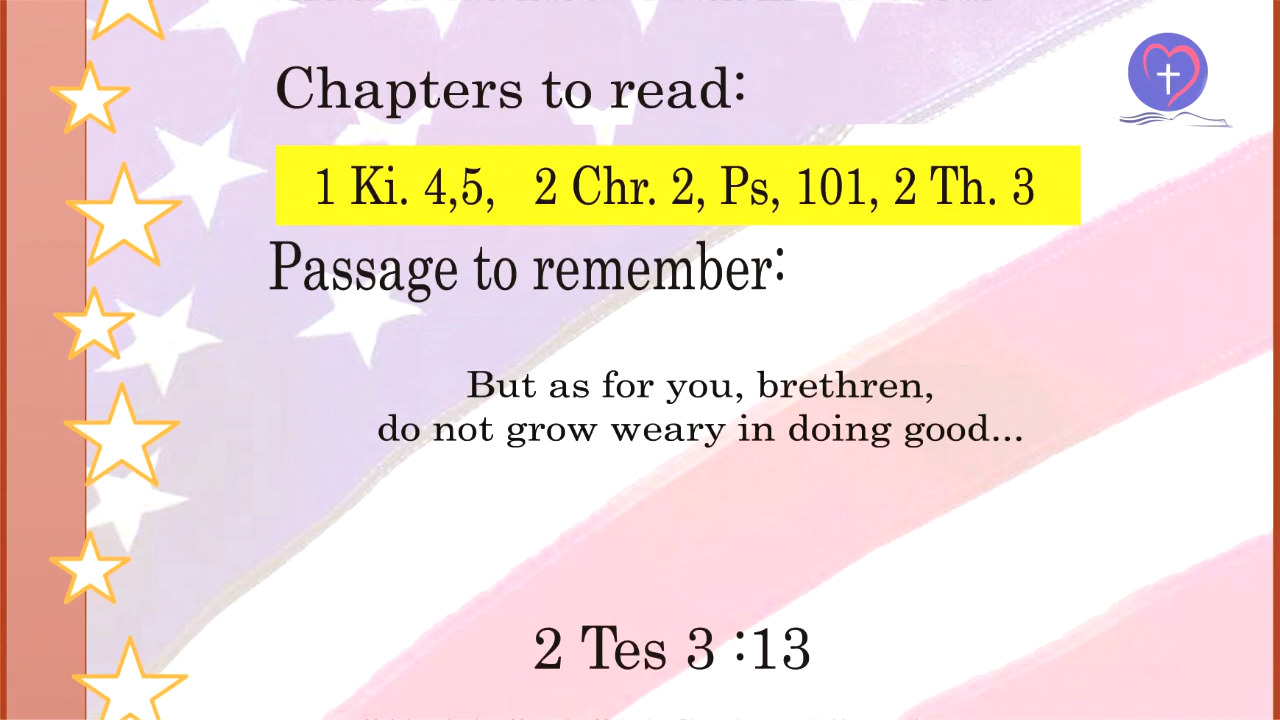 Chapters to read:
1 Ki. 4,5, 2 Chr. 2, Ps, 101, 2 Th. 3
Passage to remember:
But as for you, brethren,
do not grow weary in doing good...
2 Tes 3 :13